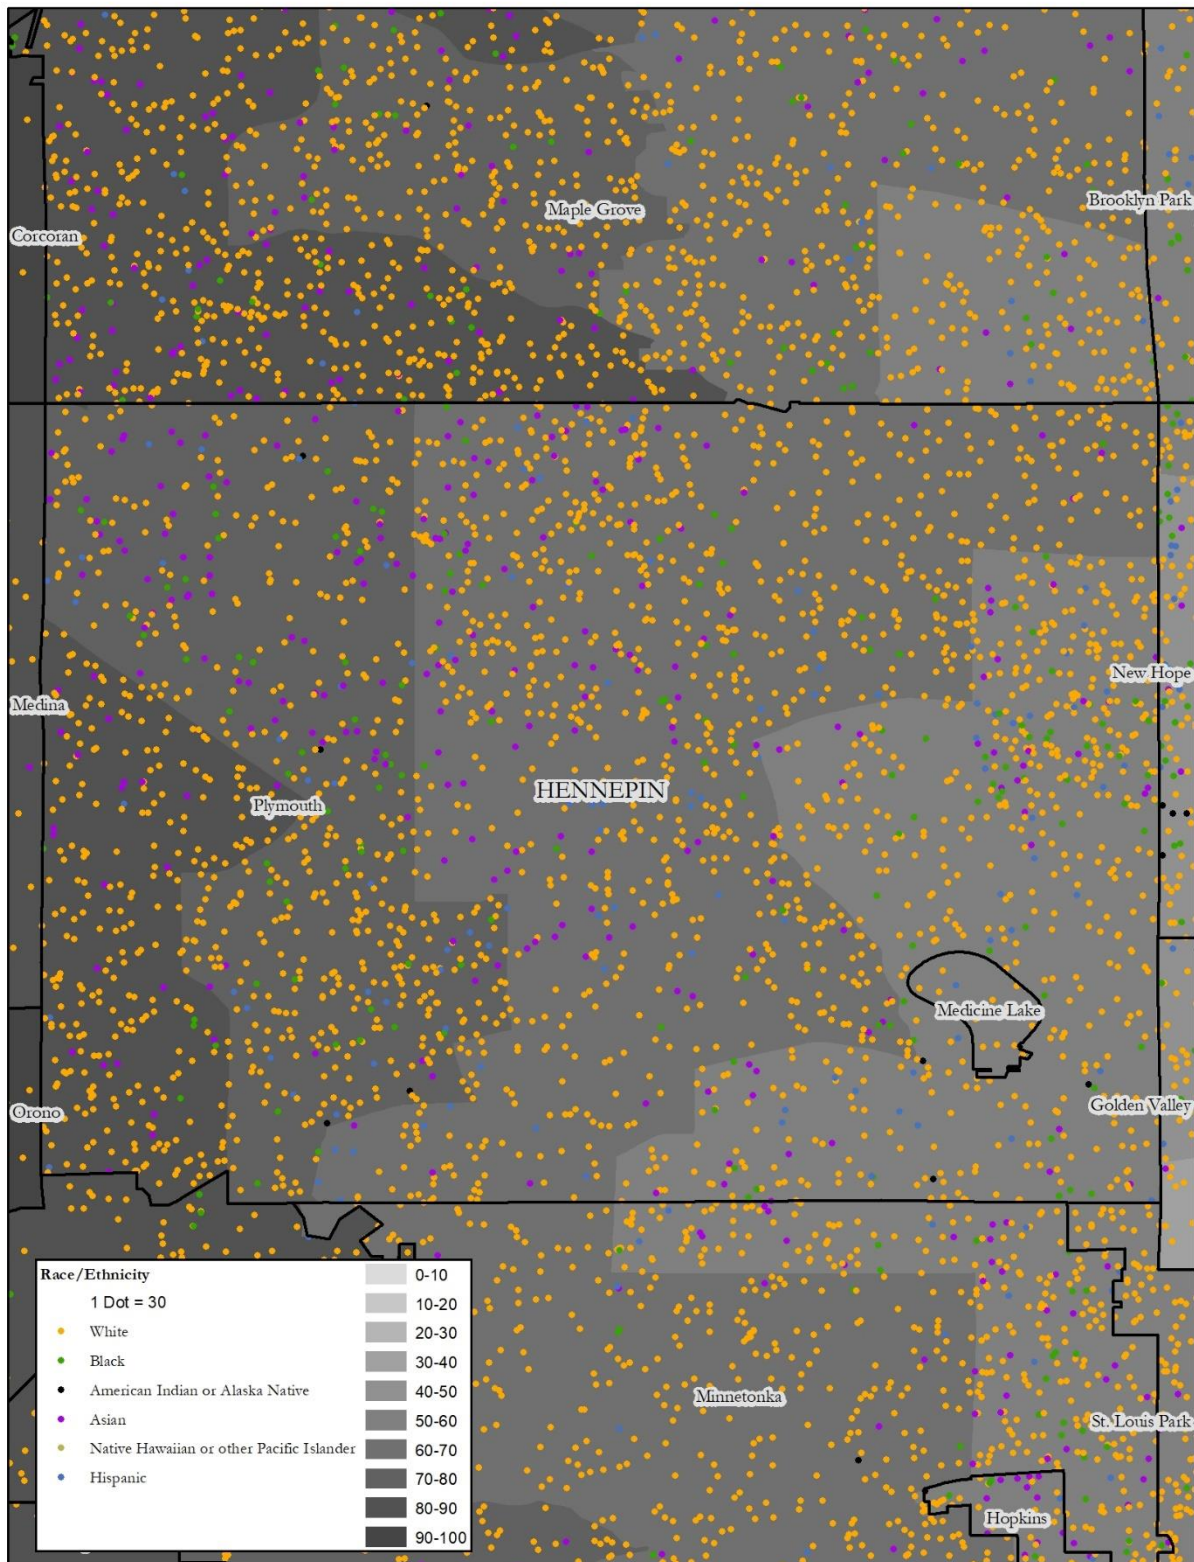 Maple Grove
Brooklyn Park
Corcoran
New Hope
Medina
HENNEPIN
Plymouth
Medicine Lake
Golden Valley
Orono
Minnetonka
St. Louis Park
Hopkins
Race/Ethnicity
1 Dot = 30
White
Black
American Indian or Alaska Native
Asian
Native Hawaiian or other Pacific Islander
Hispanic
0-10
10-20
20-30
30-40
40-50
50-60
60-70
70-80
80-90
90-100